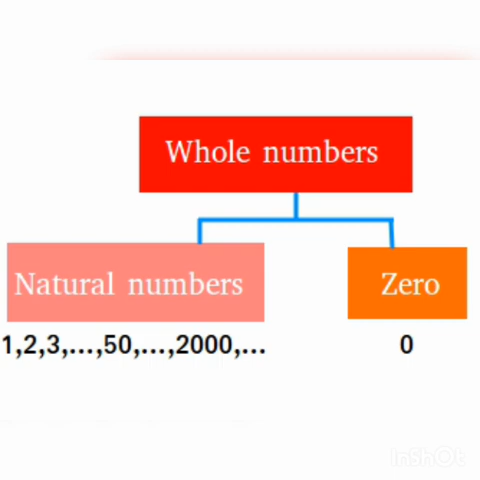 Whole numbers
Natural numbers
Zero
1,2,3,...,50,...,2000,...
0
InShOt